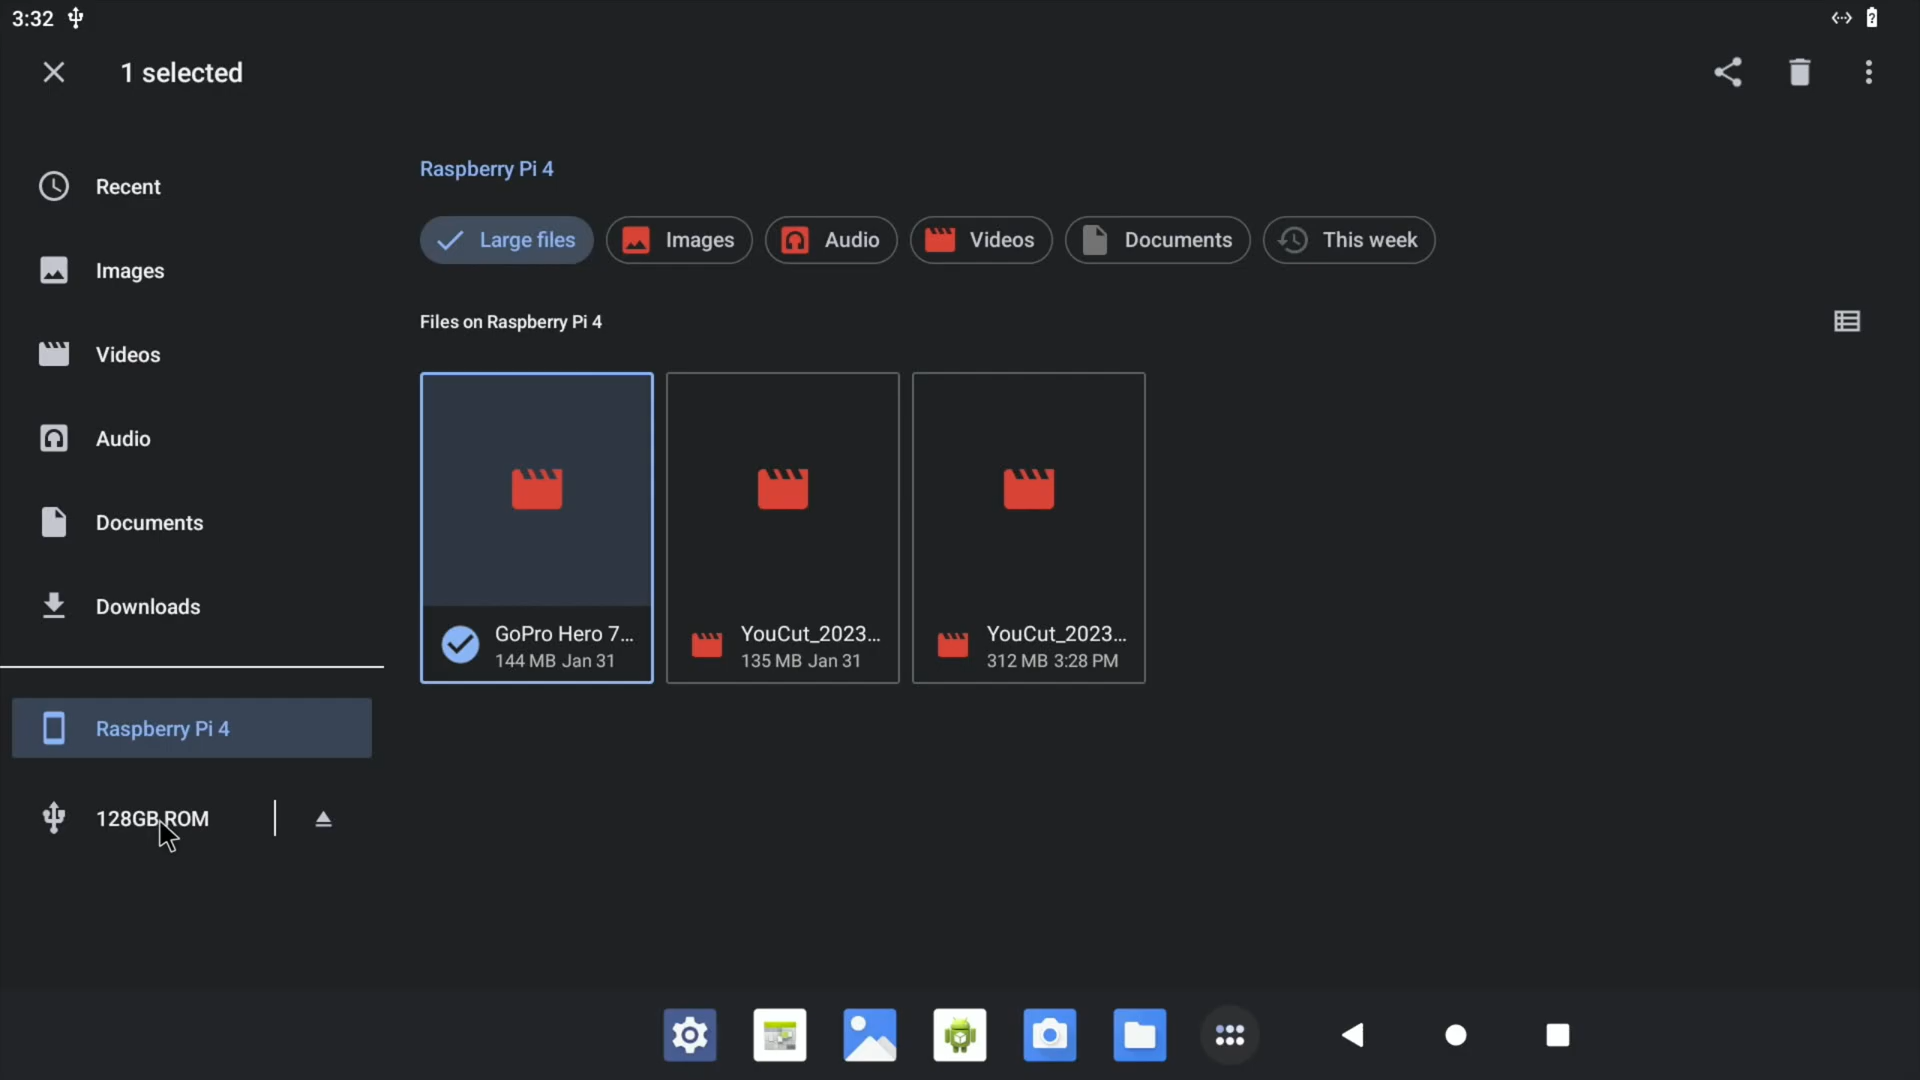 3:32
1 selected
Recent
Images
Videos
Audio
Documents
Downloads
Raspberry Pi 4
128GB ROM
Raspberry Pi 4
Large files
Images
Audio
Videos
Documents
This week
Files on Raspberry Pi 4
GoPro Hero 7...
144 MB Jan 31
YouCut_2023...
135 MB Jan 31
YouCut_2023...
312 MB 3:28 PM